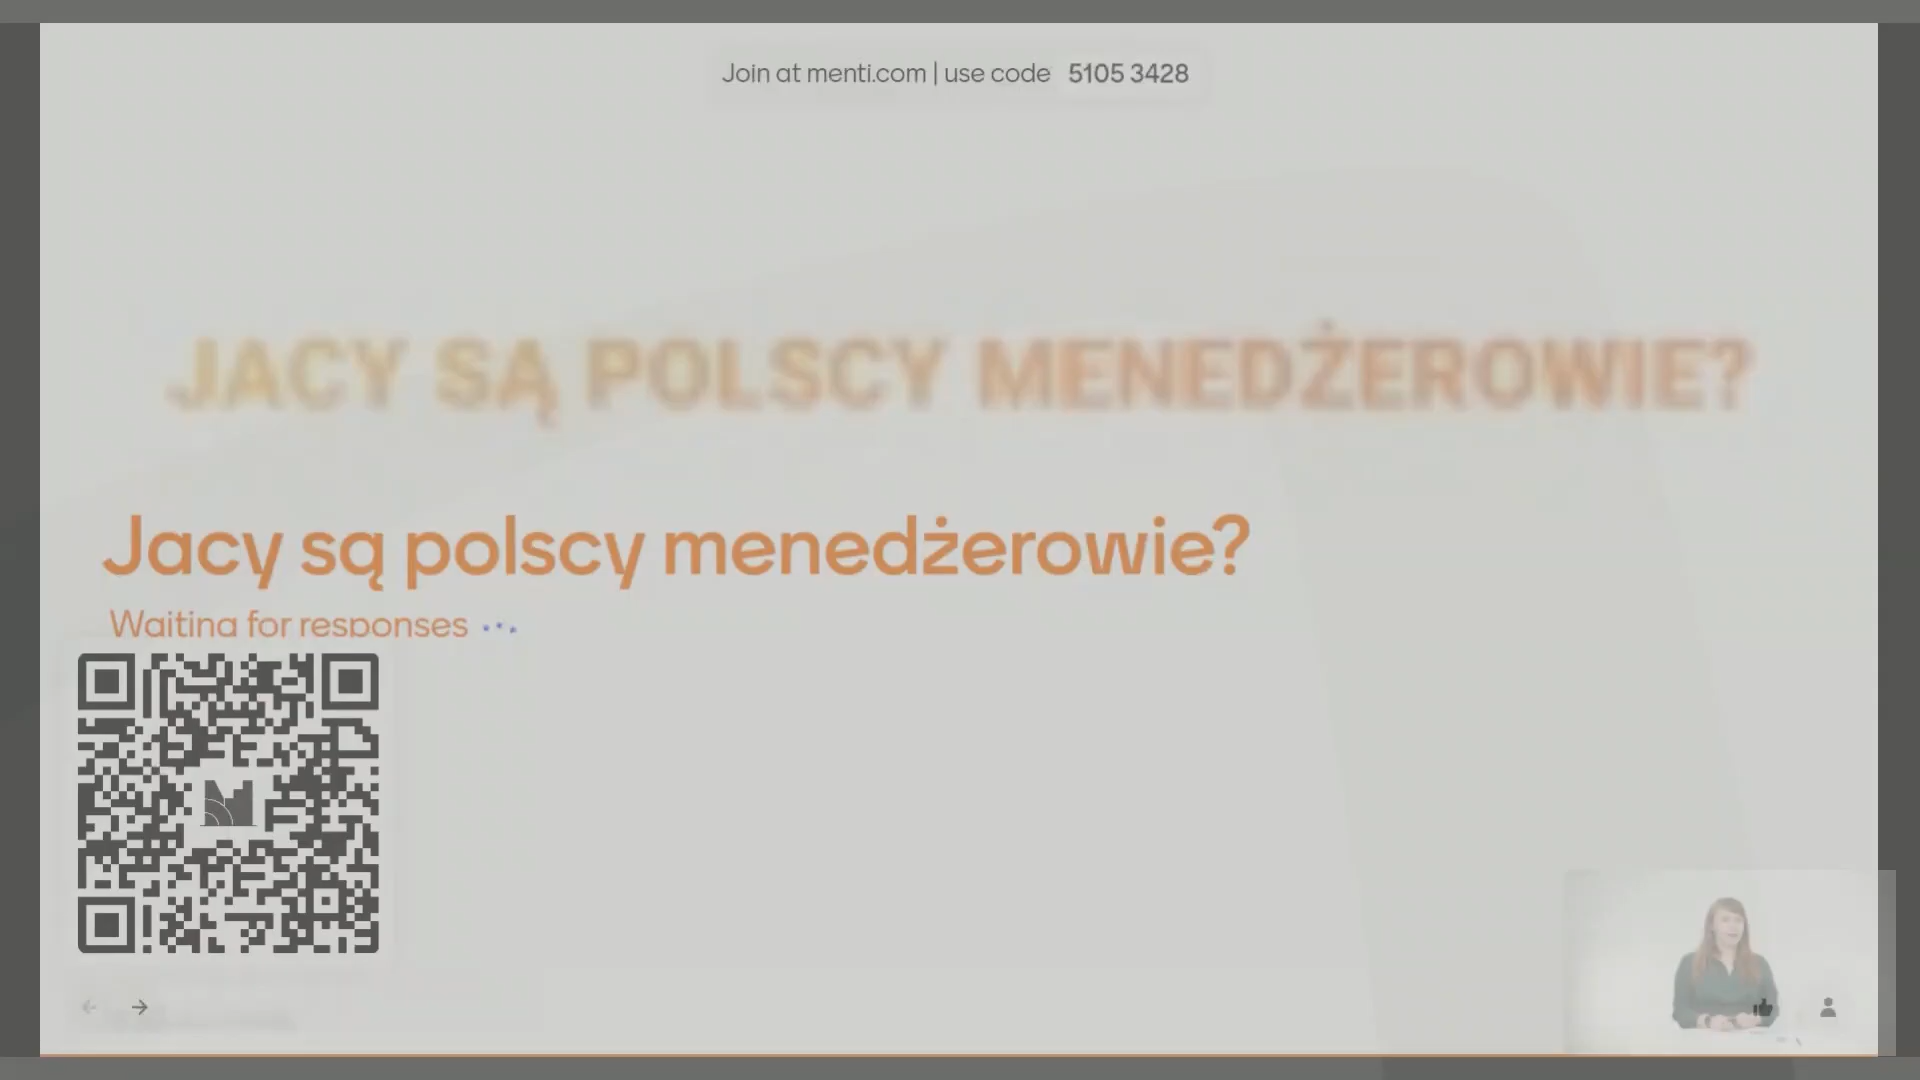 Join at menti.com | use code 5105 3428
JACY SĄ POLSCY MENEDŻEROWIE?
Jacy są polscy menedżerowie?
Waiting for responses